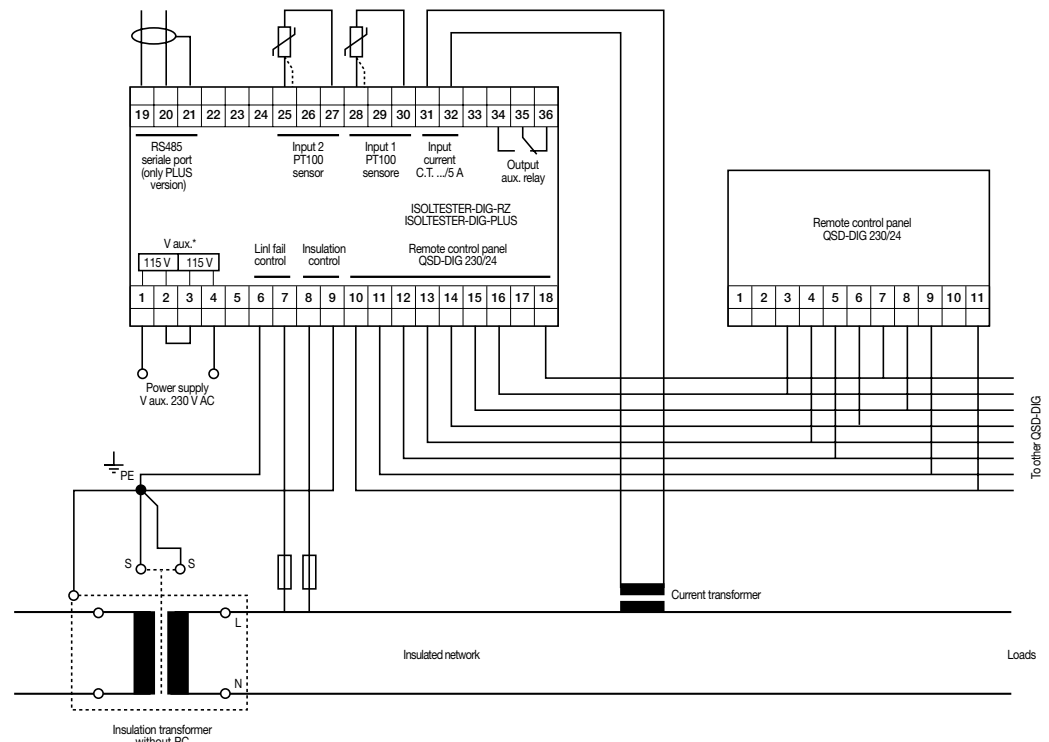 19 20 21 22 23 24 25 26 27 28 29 30 31 32 33 34 35 36
RS485
seriale port
(only PLUS
version)
Input 2
PT100
sensor
Input 1
PT100
sensore
Input
current
C.T. .../5 A
Output
aux. relay
ISOLTESTER-DIG-RZ
ISOLTESTER-DIG-PLUS
V aux.*
115 V 115 V
Linl fail
control
Insulation
control
Remote control panel
QSD-DIG 230/24
1 2 3 4 5 6 7 8 9 10 11 12 13 14 15 16 17 18
Remote control panel
QSD-DIG 230/24
1 2 3 4 5 6 7 8 9 10 11
Power supply
V aux. 230 V AC
To other QSD-DIG
PE
S S
Current transformer
L
Insulated network
Loads
N
Insulation transformer
without PC